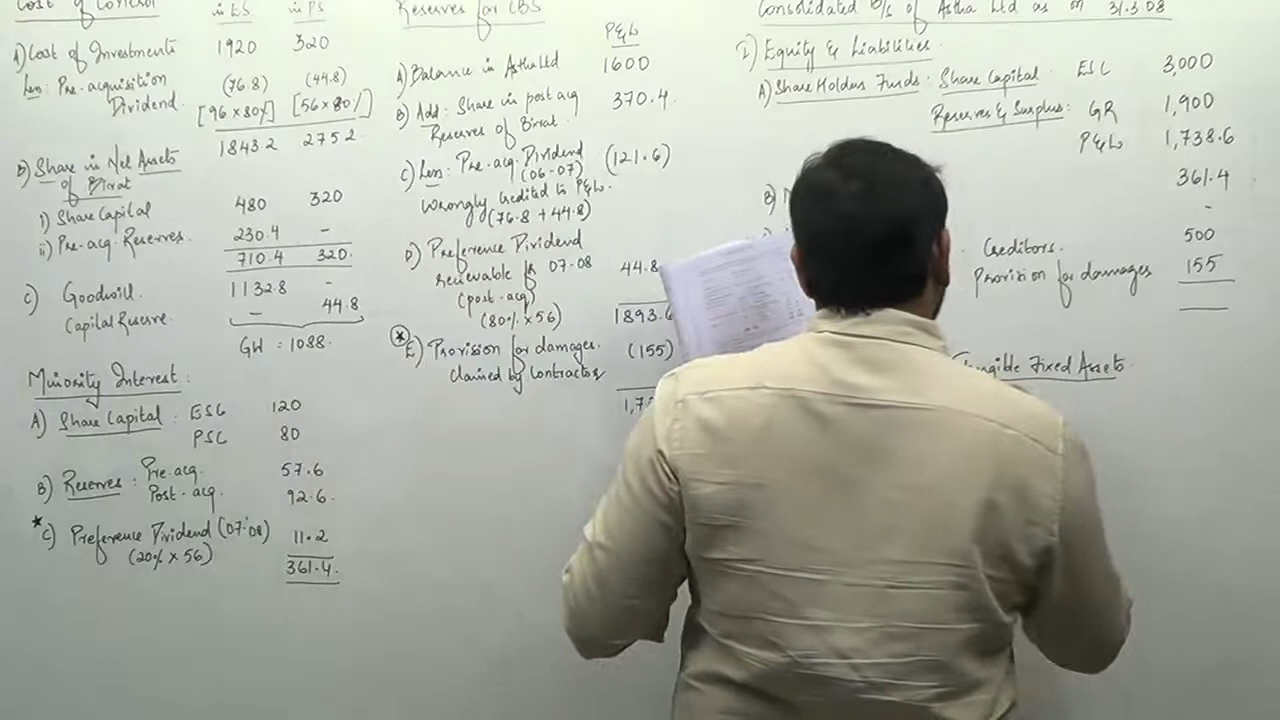 Cost of Control
in ES in PS
A) Cost of Investments 1920 320
Less: Pre-acquisition (76.8) (44.8)
Dividend. [96 x 80%] [56 x 80%]
1843.2 275.2.
B) Share in Net Assets
of Birat
i) Share Capital 480 320
ii) Pre-acq. Reserves. 230.4 -
710.4 320.
C) Goodwill. 1132.8 -
Capital Reserve. - 44.8
GW = 1088.
Minority Interest:
A) Share Capital: ESC 120
PSC 80
B) Reserves: Pre.acq. 57.6
Post-acq. 92.6.
*C) Preference Dividend (07-08) 11.2
(20% x 56)
361.4.
Reserves for CBS
P&L
A) Balance in Astha Ltd 1600
B) Add: Share in post acq 370.4.
Reserves of Birat.
C) Less: Pre-acq. Dividend (121.6)
(06-07)
wrongly credited to P&L.
(76.8 + 44.8)
D) Preference Dividend
receivable for 07-08 44.8
(post-acq)
(80% x 56) 1893.6
* E) Provision for damages. (155)
claimed by contractor
1,7
Consolidated B/s of Astha Ltd as on 31.3.08
I) Equity & Liabilities.
A) Share Holders Funds: Share Capital ESC 3,000
Reserves & Surplus: GR 1,900
P&L 1,738.6
B) 361.4
-
Creditors. 500
Provision for damages 155
Tangible Fixed Assets